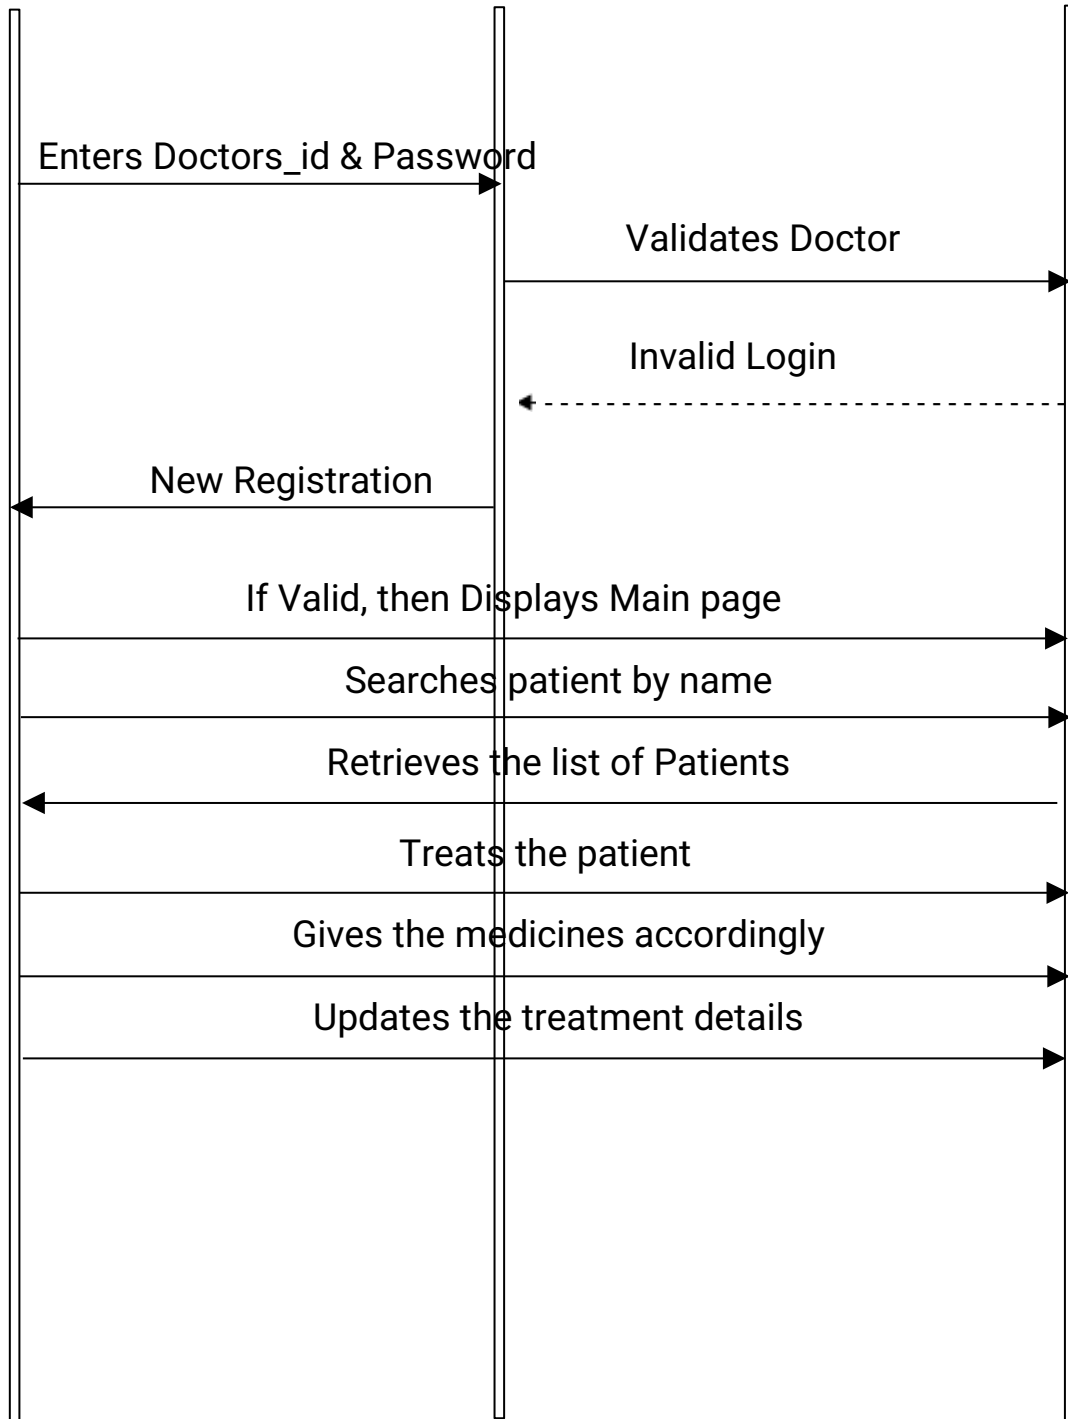 Enters Doctors_id & Password
Validates Doctor
Invalid Login
New Registration
If Valid, then Displays Main page
Searches patient by name
Retrieves the list of Patients
Treats the patient
Gives the medicines accordingly
Updates the treatment details